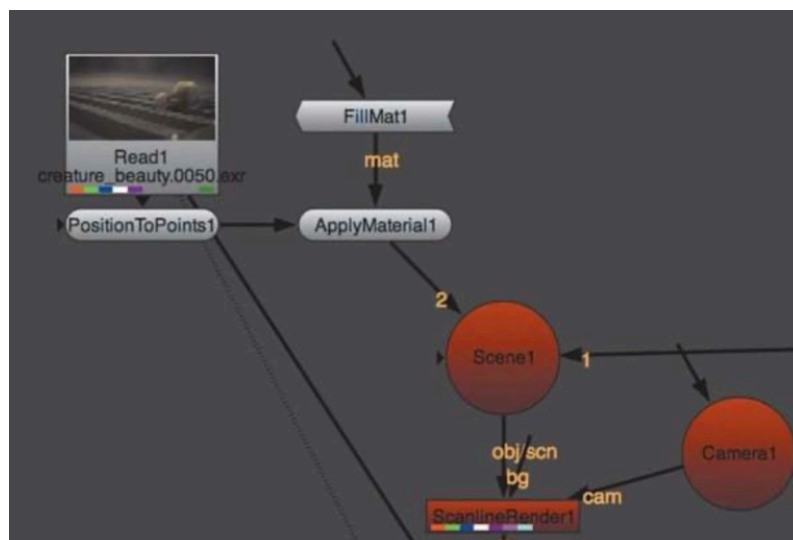 FillMat1
Read1
creature_beauty.0050.exr
mat
PositionToPoints1
ApplyMaterial1
2
Scene1
1
obj/scn
bg
Camera1
cam
ScanlineRender1